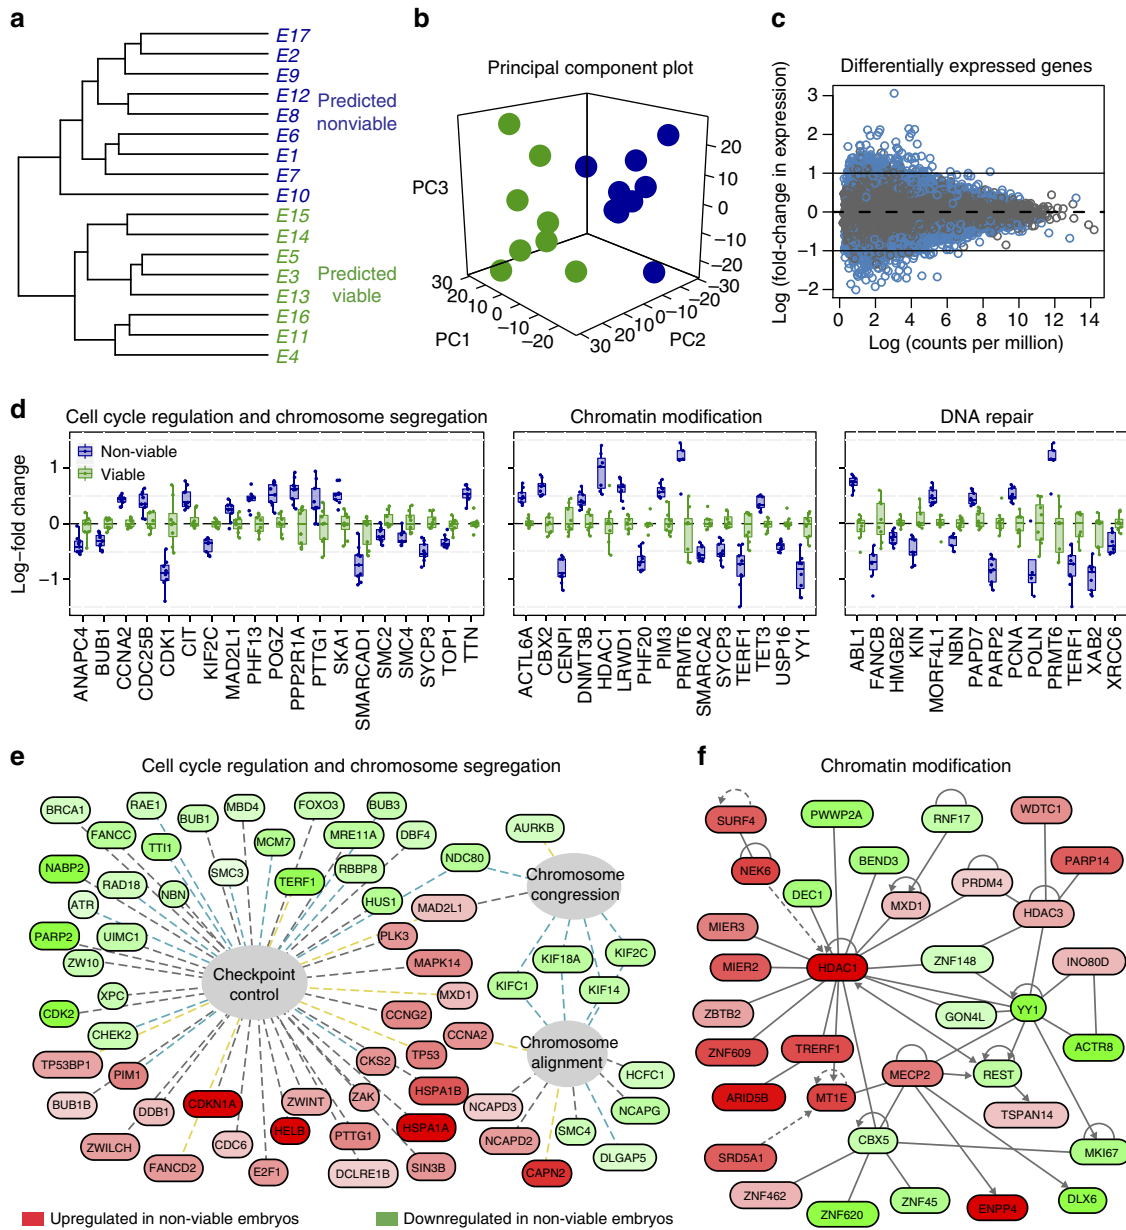 a
E17
E2
E9
E12
E8
E6
E1
E7
E10
E15
E14
E5
E3
E13
E16
E11
E4
Predicted
nonviable
Predicted
viable
b
Principal component plot
PC3
20
10
0
−10
−20
−30
30
20
10
0
−10
−20
PC1
30
20
10
0
−10
−20
−30
PC2
c
Differentially expressed genes
Log (fold-change in expression)
3
2
1
0
−1
−2
0
2
4
6
8
10
12
14
Log (counts per million)
d
Cell cycle regulation and chromosome segregation
Chromatin modification
DNA repair
Log–fold change
1
0
−1
Non-viable
Viable
ANAPC4
BUB1
CCNA2
CDC25B
CDK1
CIT
KIF2C
MAD2L1
PHF13
POGZ
PPP2R1A
PTTG1
SKA1
SMARCAD1
SMC2
SMC4
SYCP3
TOP1
TTN
ACTL6A
CBX2
CENPI
DNMT3B
HDAC1
LRWD1
PHF20
PIM3
PRMT6
SMARCA2
SYCP3
TERF1
TET3
USP16
YY1
ABL1
FANCB
HMGB2
KIN
MORF4L1
NBN
PAPD7
PARP2
PCNA
POLN
PRMT6
TERF1
XAB2
XRCC6
e
Cell cycle regulation and chromosome segregation
BRCA1
RAE1
BUB1
MBD4
FOXO3
BUB3
FANCC
TTI1
MCM7
MRE11A
DBF4
AURKB
NABP2
RAD18
NBN
SMC3
TERF1
RBBP8
NDC80
ATR
HUS1
MAD2L1
Chromosome
congression
PARP2
UIMC1
PLK3
ZW10
MAPK14
KIF18A
KIF2C
XPC
Checkpoint
control
MXD1
KIFC1
KIF14
CDK2
CCNG2
CHEK2
TP53
CCNA2
Chromosome
alignment
TP53BP1
PIM1
CKS2
HSPA1B
HCFC1
BUB1B
DDB1
CDKN1A
ZWINT
ZAK
NCAPD3
NCAPG
ZWILCH
CDC6
HELB
PTTG1
HSPA1A
NCAPD2
SMC4
FANCD2
E2F1
DCLRE1B
SIN3B
CAPN2
DLGAP5
Upregulated in non-viable embryos
Downregulated in non-viable embryos
f
Chromatin modification
SURF4
PWWP2A
RNF17
WDTC1
NEK6
BEND3
PARP14
DEC1
MXD1
PRDM4
HDAC3
MIER3
MIER2
HDAC1
ZNF148
INO80D
ZBTB2
GON4L
YY1
ZNF609
TRERF1
ACTR8
ARID5B
MT1E
MECP2
REST
TSPAN14
SRD5A1
CBX5
MKI67
ZNF462
ZNF620
ZNF45
ENPP4
DLX6